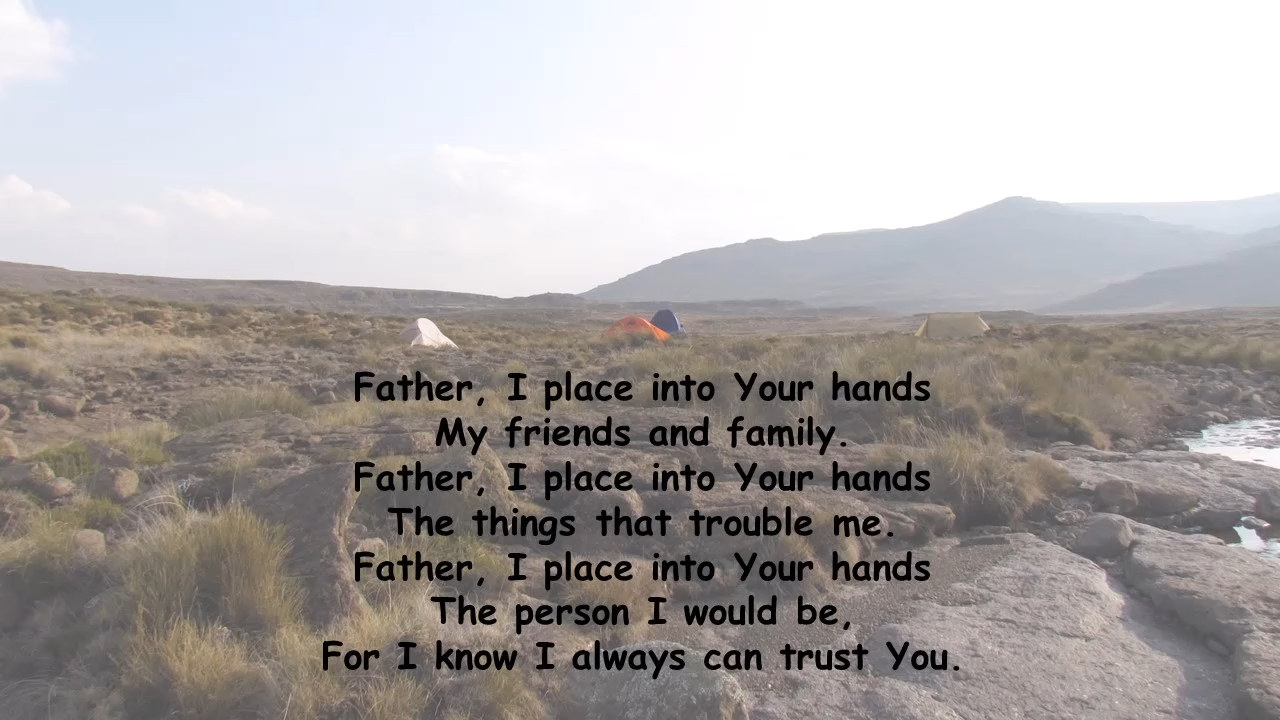 Father, I place into Your hands
My friends and family.
Father, I place into Your hands
The things that trouble me.
Father, I place into Your hands
The person I would be,
For I know I always can trust You.